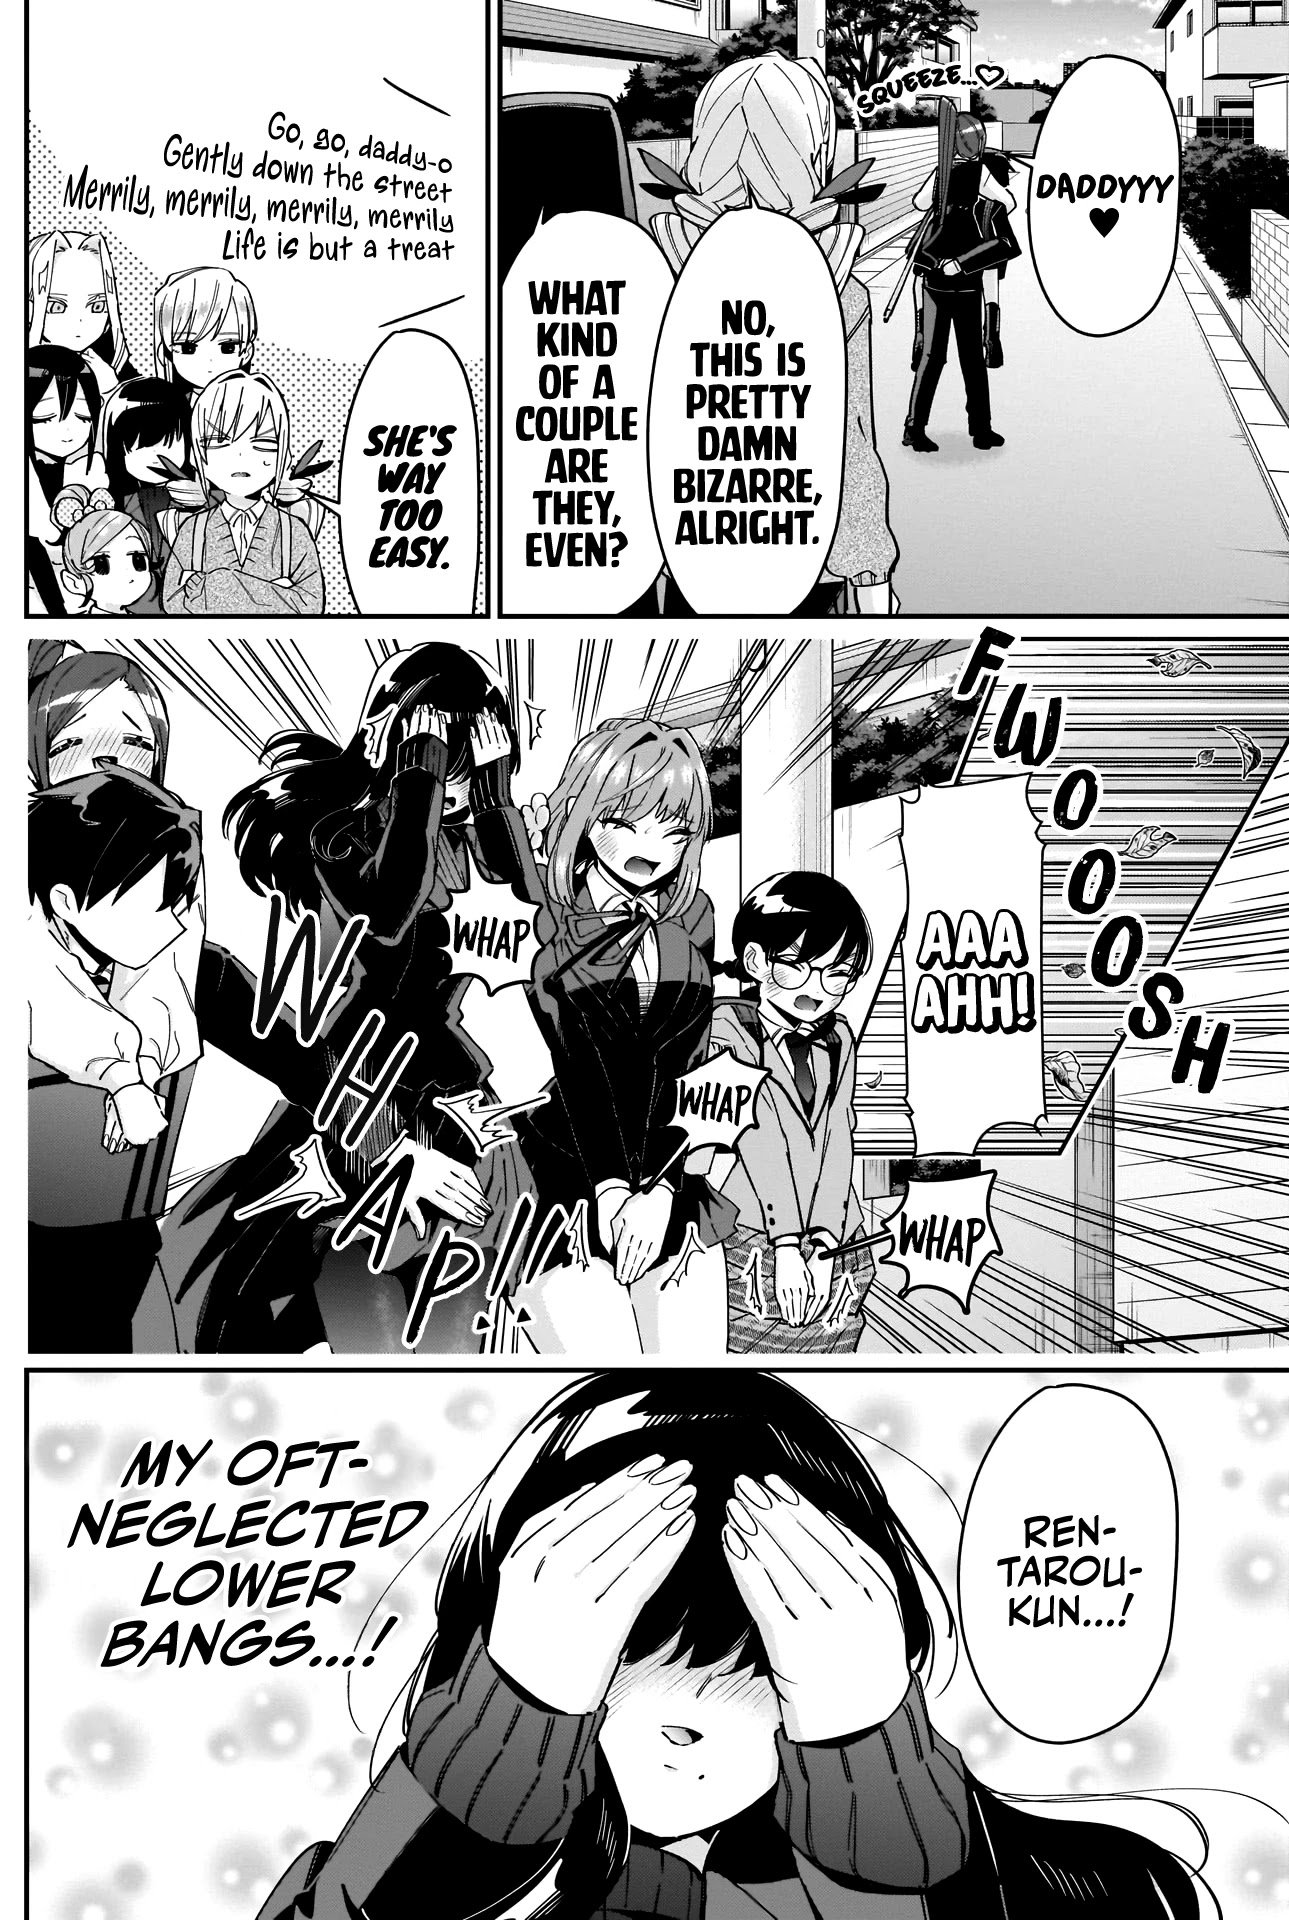 DADDYYY
♥
SQUEEZE...♡
NO,
THIS IS
PRETTY
DAMN
BIZARRE,
ALRIGHT.
WHAT
KIND
OF A
COUPLE
ARE
THEY,
EVEN?
Go, go, daddy-o
Gently down the street
Merrily, merrily, merrily, merrily
Life is but a treat
SHE'S
WAY
TOO
EASY.
FWOOOOSH
AAA
AHH!
WHAP
WHAP
WHAP
WHAP!!
REN-
TAROU-
KUN...!
MY OFT-
NEGLECTED
LOWER
BANGS...!